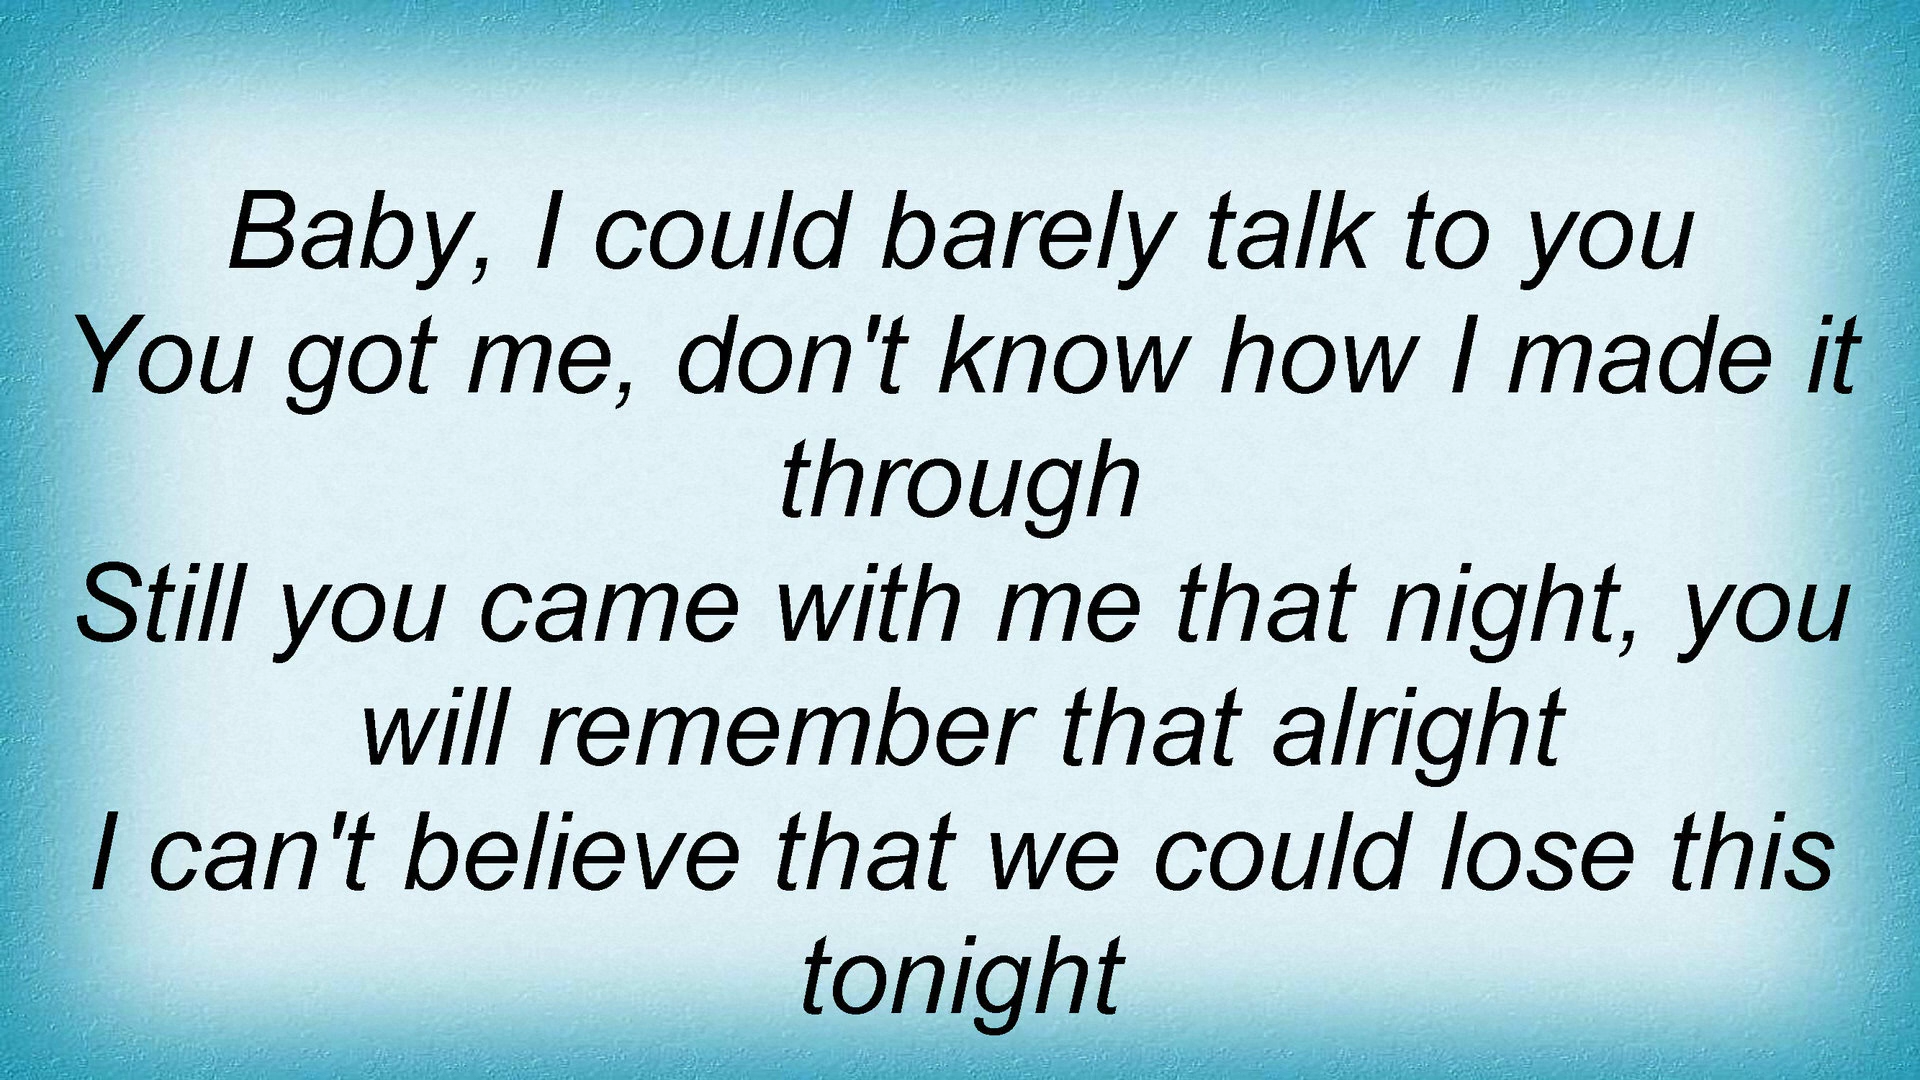 Baby, I could barely talk to you
You got me, don't know how I made it
through
Still you came with me that night, you
will remember that alright
I can't believe that we could lose this
tonight